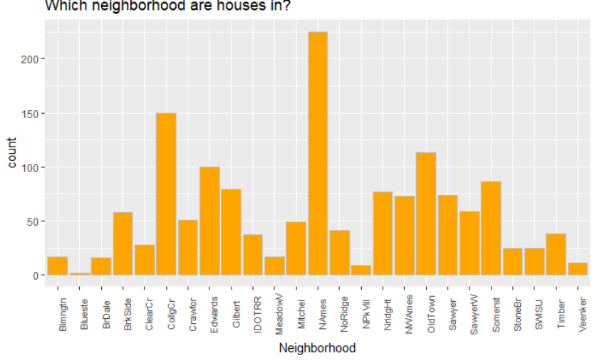 Which neighborhood are houses in?
count
200
150
100
50
0
Blmngtn
Blueste
BrDale
BrkSide
ClearCr
CollgCr
Crawfor
Edwards
Gilbert
IDOTRR
MeadowV
Mitchel
NAmes
NoRidge
NPkVill
NridgHt
NWAmes
OldTown
Sawyer
SawyerW
Somerst
StoneBr
SWISU
Timber
Veenker
Neighborhood